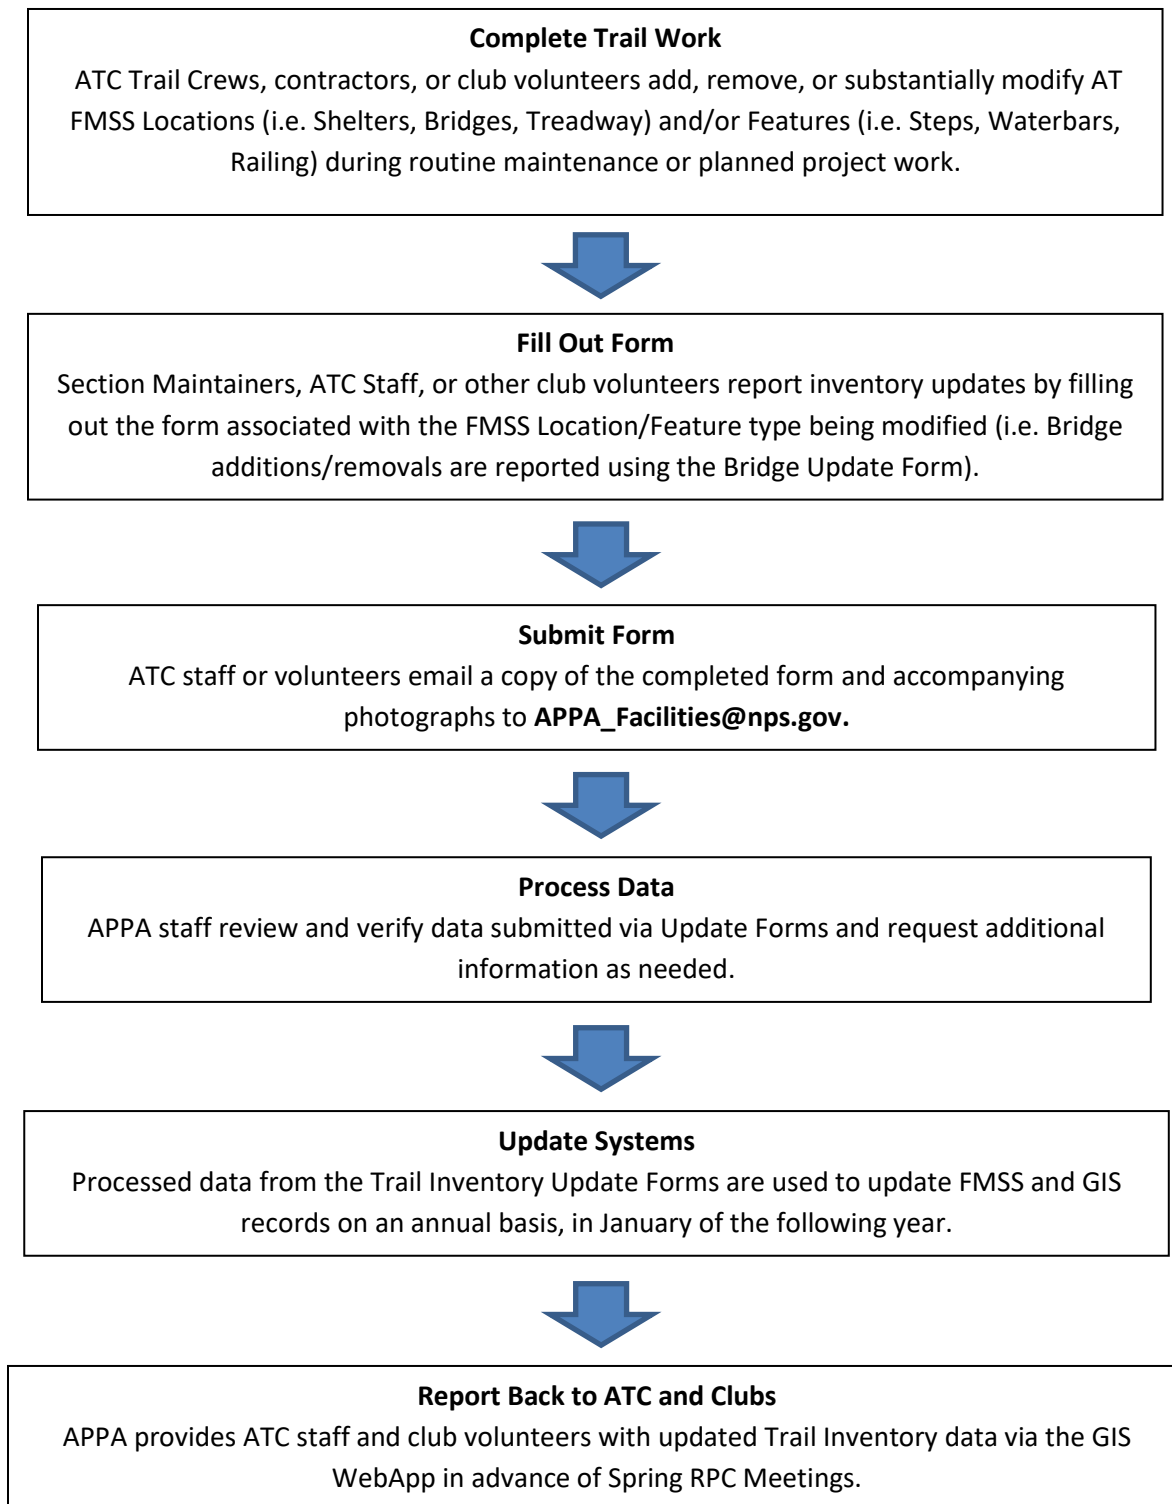 Complete Trail Work
ATC Trail Crews, contractors, or club volunteers add, remove, or substantially modify AT
FMSS Locations (i.e. Shelters, Bridges, Treadway) and/or Features (i.e. Steps, Waterbars,
Railing) during routine maintenance or planned project work.
Fill Out Form
Section Maintainers, ATC Staff, or other club volunteers report inventory updates by filling
out the form associated with the FMSS Location/Feature type being modified (i.e. Bridge
additions/removals are reported using the Bridge Update Form).
Submit Form
ATC staff or volunteers email a copy of the completed form and accompanying
photographs to APPA_Facilities@nps.gov.
Process Data
APPA staff review and verify data submitted via Update Forms and request additional
information as needed.
Update Systems
Processed data from the Trail Inventory Update Forms are used to update FMSS and GIS
records on an annual basis, in January of the following year.
Report Back to ATC and Clubs
APPA provides ATC staff and club volunteers with updated Trail Inventory data via the GIS
WebApp in advance of Spring RPC Meetings.